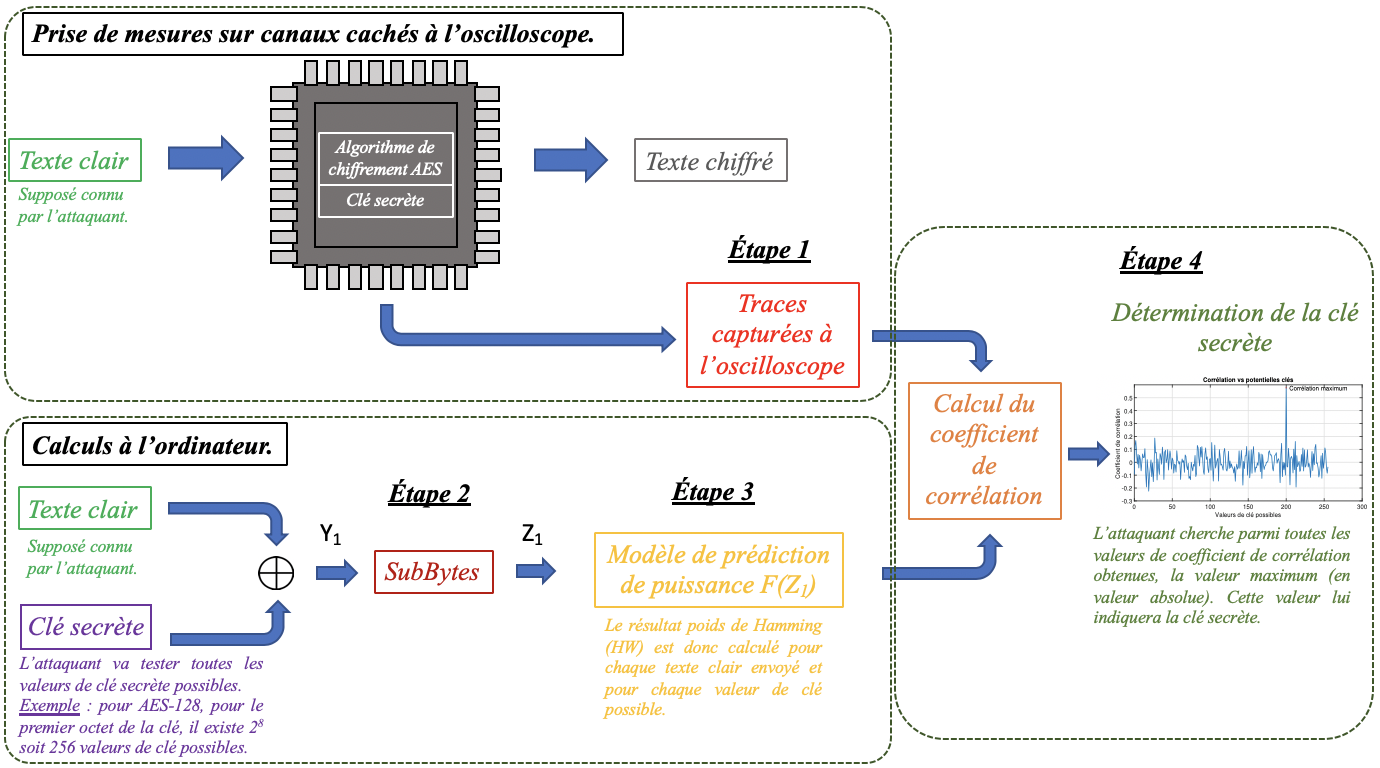 Prise de mesures sur canaux cachés à l’oscilloscope.
Texte clair
Supposé connu
par l’attaquant.
Algorithme de
chiffrement AES
Clé secrète
Texte chiffré
Étape 1
Traces
capturées à
l’oscilloscope
Calculs à l’ordinateur.
Texte clair
Supposé connu
par l’attaquant.
Clé secrète
L’attaquant va tester toutes les
valeurs de clé secrète possibles.
Exemple : pour AES-128, pour le
premier octet de la clé, il existe 2⁸
soit 256 valeurs de clé possibles.
Y₁
Étape 2
SubBytes
Z₁
Étape 3
Modèle de prédiction
de puissance F(Z₁)
Le résultat poids de Hamming
(HW) est donc calculé pour
chaque texte clair envoyé et
pour chaque valeur de clé
possible.
Calcul du
coefficient
de
corrélation
Étape 4
Détermination de la clé
secrète
Corrélation vs potentielles clés
Corrélation maximum
Coefficient de corrélation
0.5
0.4
0.3
0.2
0.1
0
-0.1
-0.2
-0.3
0 50 100 150 200 250 300
Valeurs de clé possibles
L’attaquant cherche parmi toutes les
valeurs de coefficient de corrélation
obtenues, la valeur maximum (en
valeur absolue). Cette valeur lui
indiquera la clé secrète.